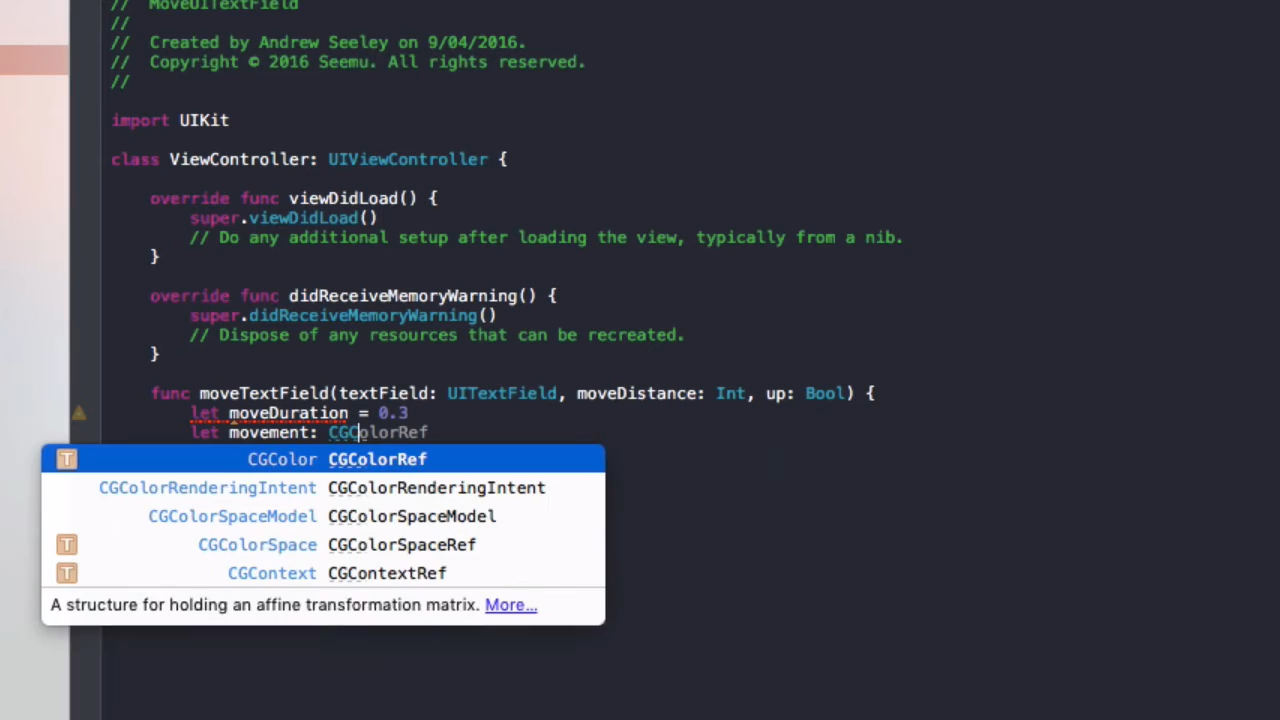 // MoveUITextField
//
// Created by Andrew Seeley on 9/04/2016.
// Copyright © 2016 Seemu. All rights reserved.
//
import UIKit
class ViewController: UIViewController {
override func viewDidLoad() {
super.viewDidLoad()
// Do any additional setup after loading the view, typically from a nib.
}
override func didReceiveMemoryWarning() {
super.didReceiveMemoryWarning()
// Dispose of any resources that can be recreated.
}
func moveTextField(textField: UITextField, moveDistance: Int, up: Bool) {
let moveDuration = 0.3
let movement: CGColorRef
T CGColor CGColorRef
CGColorRenderingIntent CGColorRenderingIntent
CGColorSpaceModel CGColorSpaceModel
T CGColorSpace CGColorSpaceRef
T CGContext CGContextRef
A structure for holding an affine transformation matrix. More...